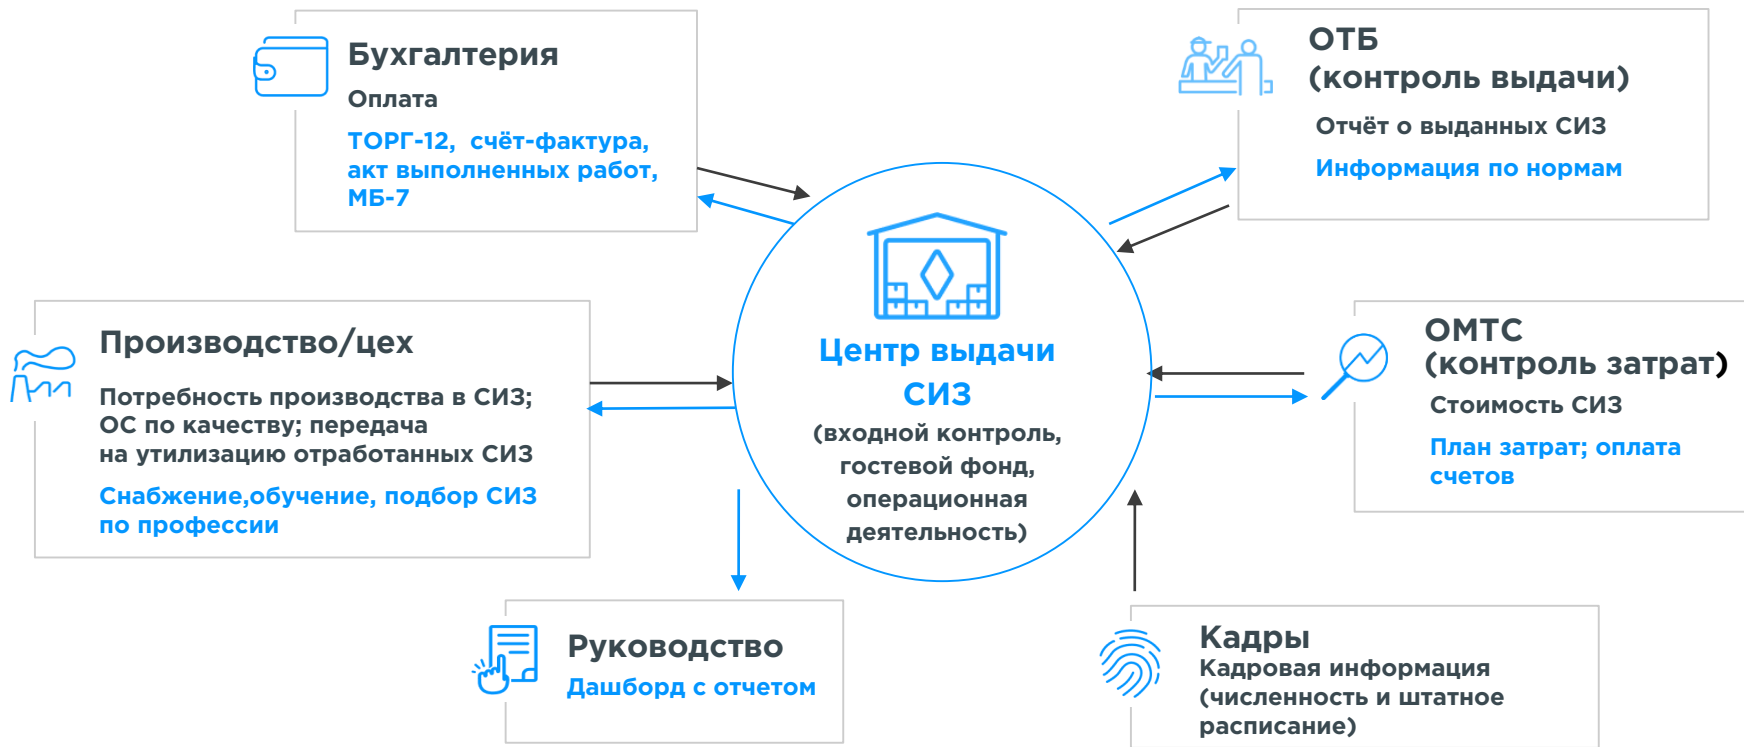 Бухгалтерия
Оплата
ТОРГ-12, счёт-фактура,
акт выполненных работ,
МБ-7
ОТБ
(контроль выдачи)
Отчёт о выданных СИЗ
Информация по нормам
Производство/цех
Потребность производства в СИЗ;
ОС по качеству; передача
на утилизацию отработанных СИЗ
Снабжение,обучение, подбор СИЗ
по профессии
Центр выдачи
СИЗ
(входной контроль,
гостевой фонд,
операционная
деятельность)
ОМТС
(контроль затрат)
Стоимость СИЗ
План затрат; оплата
счетов
Руководство
Дашборд с отчетом
Кадры
Кадровая информация
(численность и штатное
расписание)